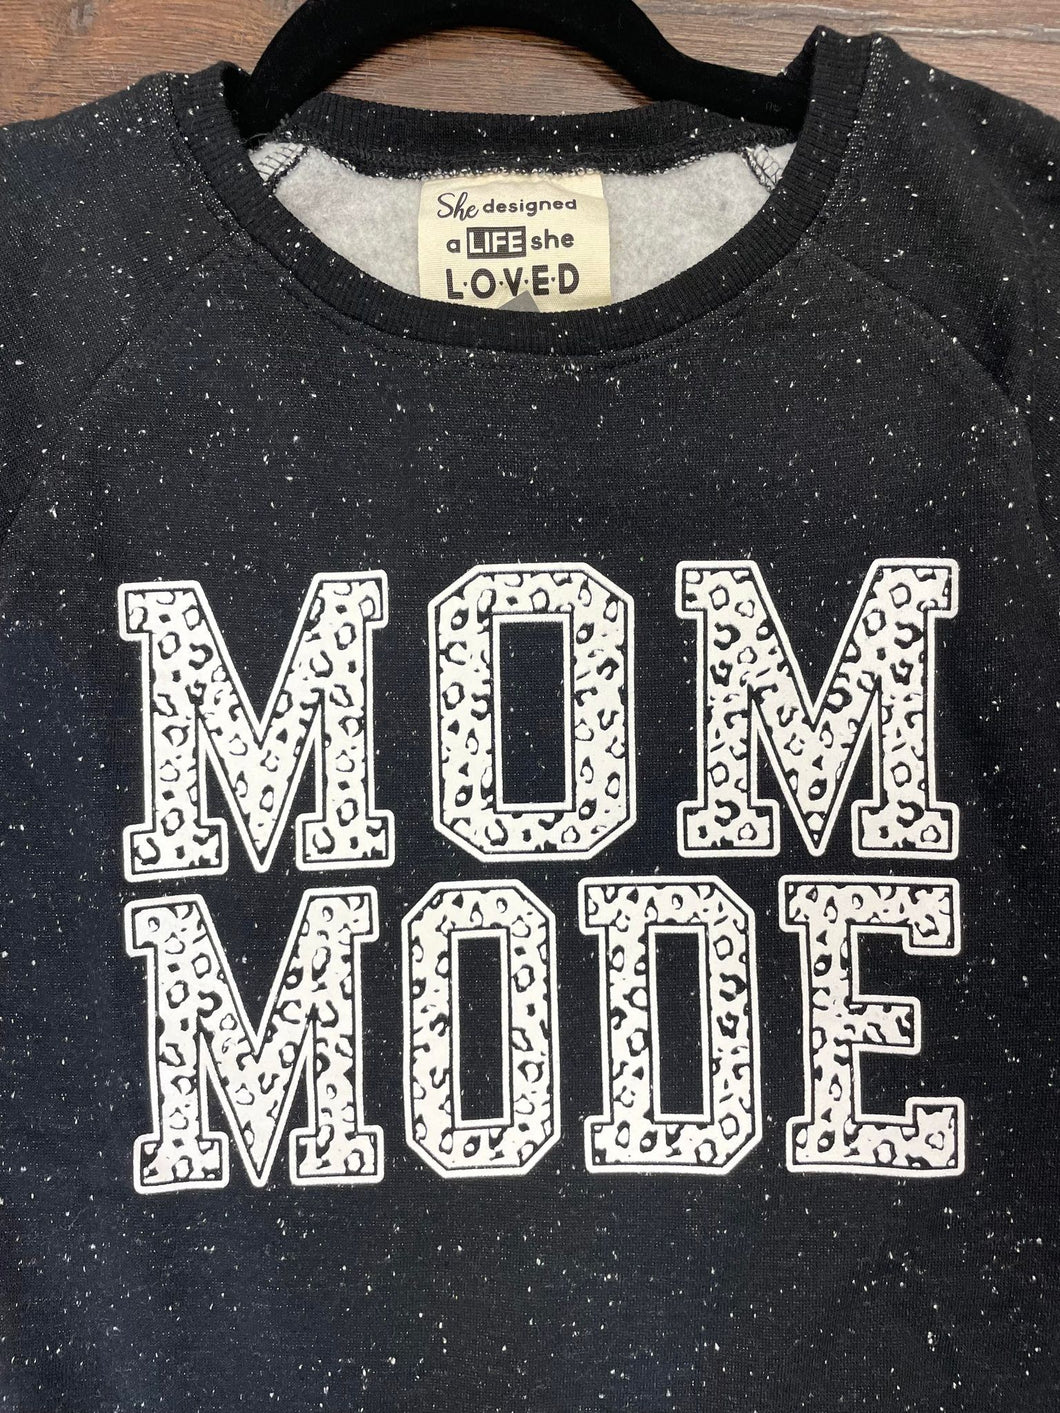 She designed
a LIFE she
L·O·V·E·D
MOM
MODE